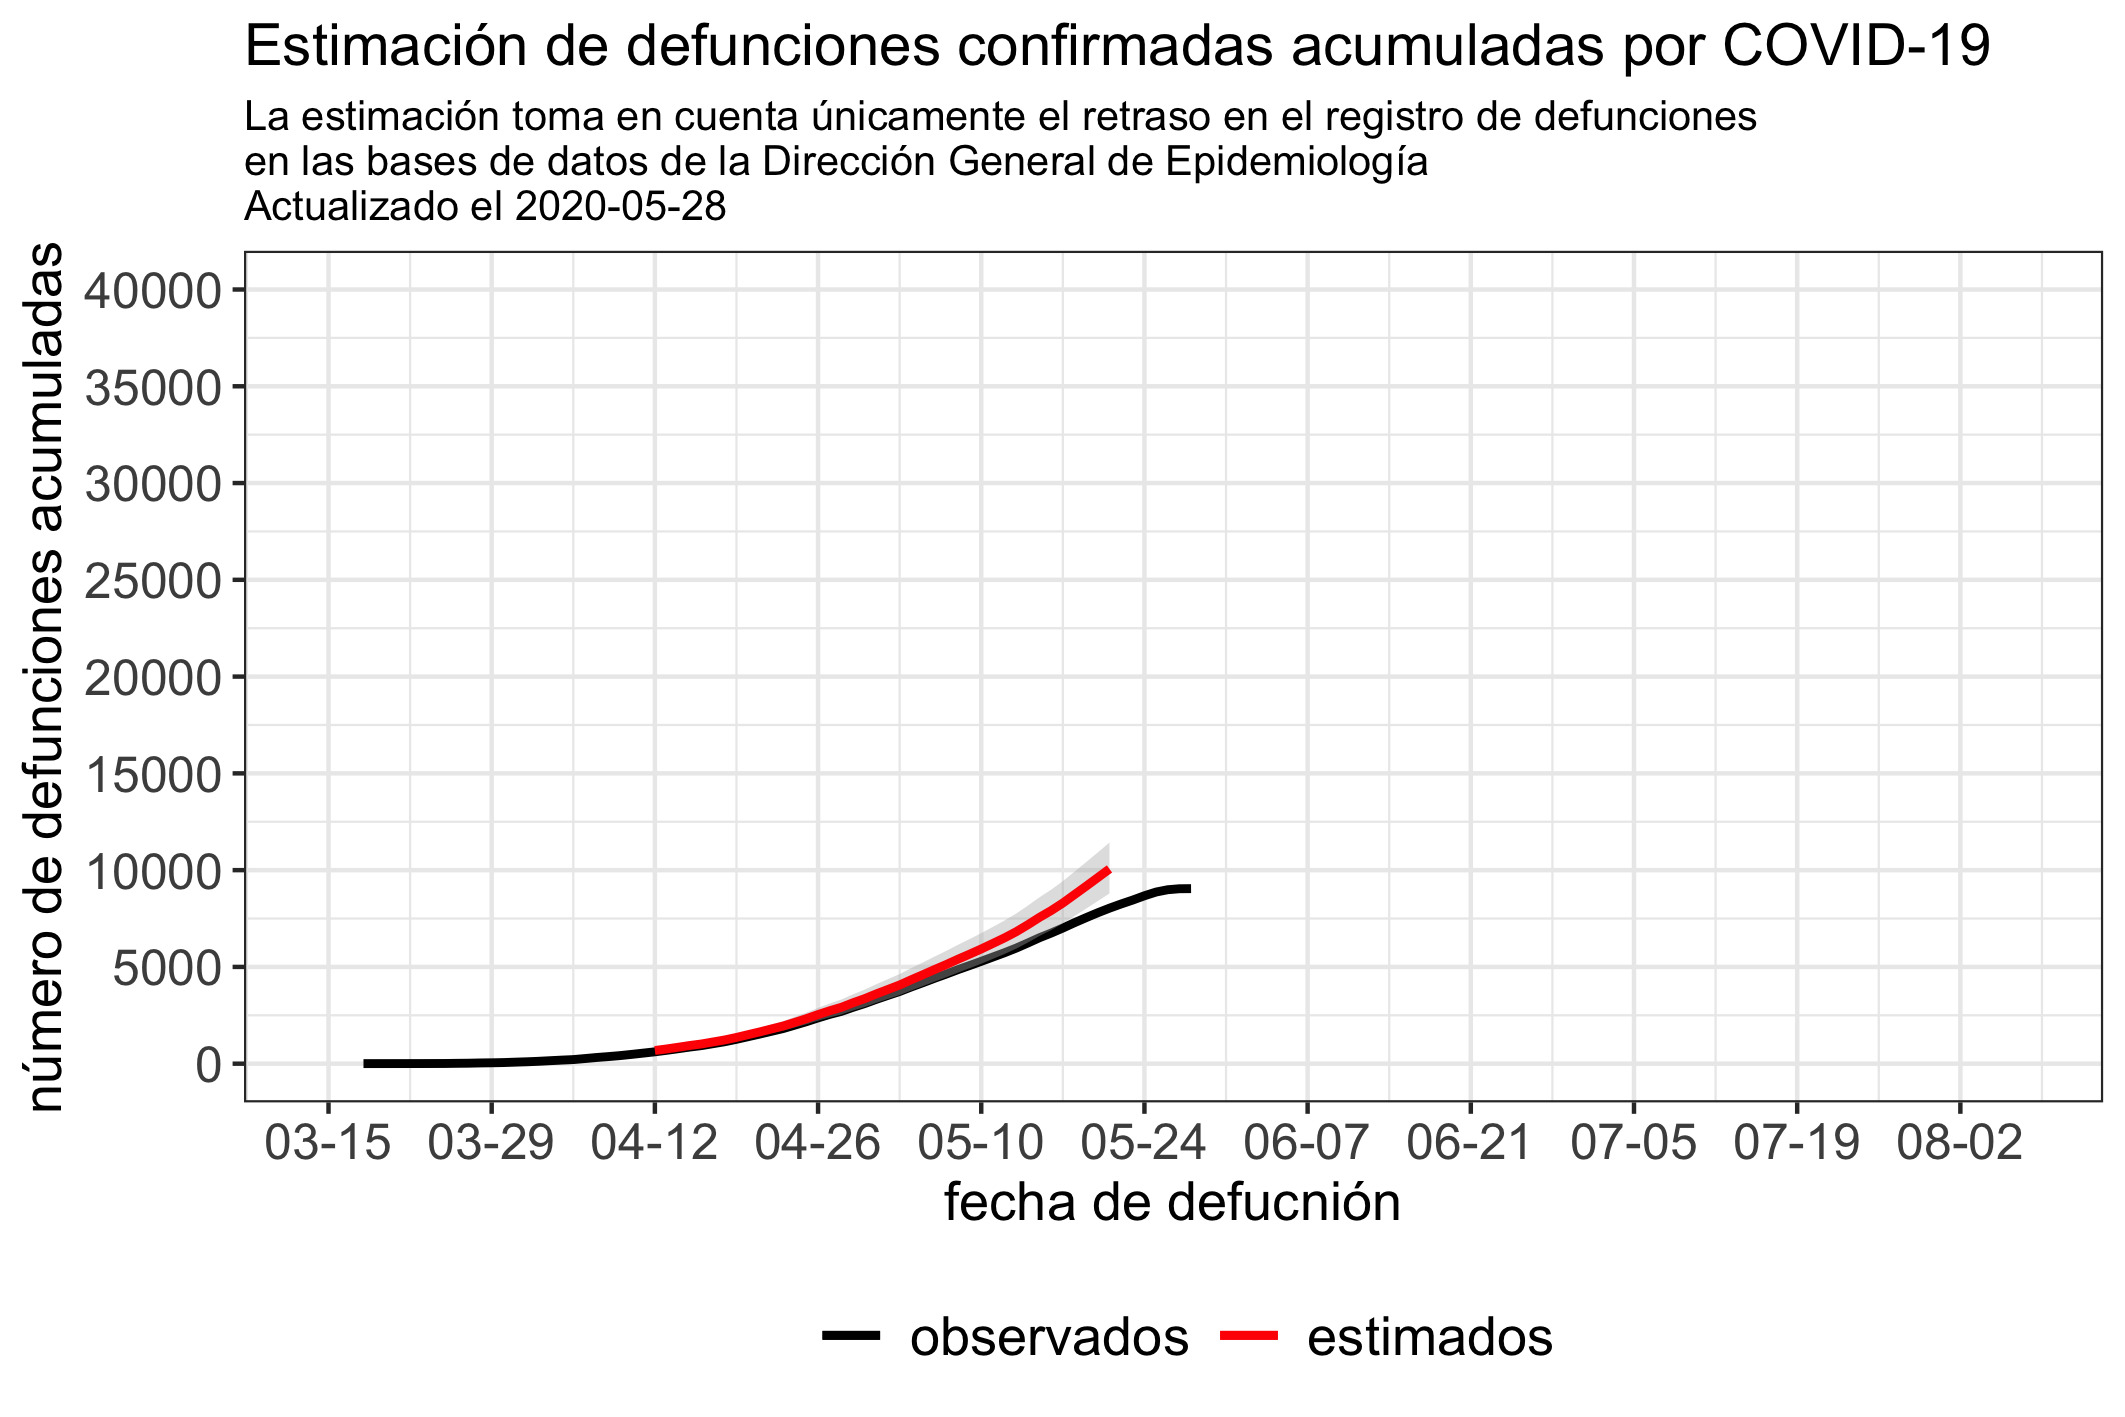 Estimación de defunciones confirmadas acumuladas por COVID-19
La estimación toma en cuenta únicamente el retraso en el registro de defunciones
en las bases de datos de la Dirección General de Epidemiología
Actualizado el 2020-05-28
número de defunciones acumuladas
40000
35000
30000
25000
20000
15000
10000
5000
0
03-15 03-29 04-12 04-26 05-10 05-24 06-07 06-21 07-05 07-19 08-02
fecha de defucnión
observados estimados